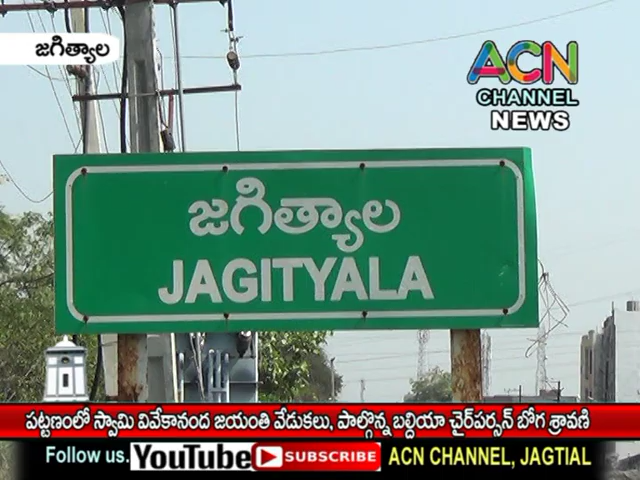 జగిత్యాల
ACN
CHANNEL
NEWS
జగిత్యాల
JAGITYALA
పట్టణంలో స్వామి వివేకానంద జయంతి వేడుకలు, పాల్గొన్న బల్దియా చైర్‌పర్సన్ బోగ శ్రావణి
Follow us. YouTube SUBSCRIBE ACN CHANNEL, JAGTIAL